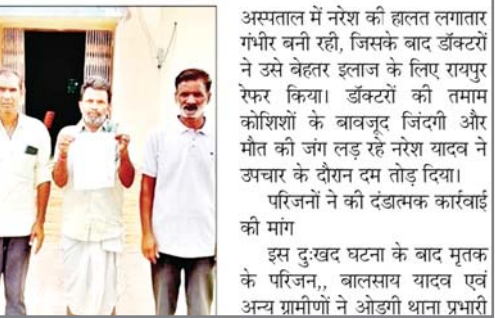 अस्पताल में नरेश की हालत लगातार
गंभीर बनी रही, जिसके बाद डॉक्टरों
ने उसे बेहतर इलाज के लिए रायपुर
रेफर किया। डॉक्टरों की तमाम
कोशिशों के बावजूद जिंदगी और
मौत की जंग लड़ रहे नरेश यादव ने
उपचार के दौरान दम तोड़ दिया।
परिजनों ने की दंडात्मक कार्रवाई
की मांग
इस दुःखद घटना के बाद मृतक
के परिजन,, बालसाय यादव एवं
अन्य ग्रामीणों ने ओडगी थाना प्रभारी